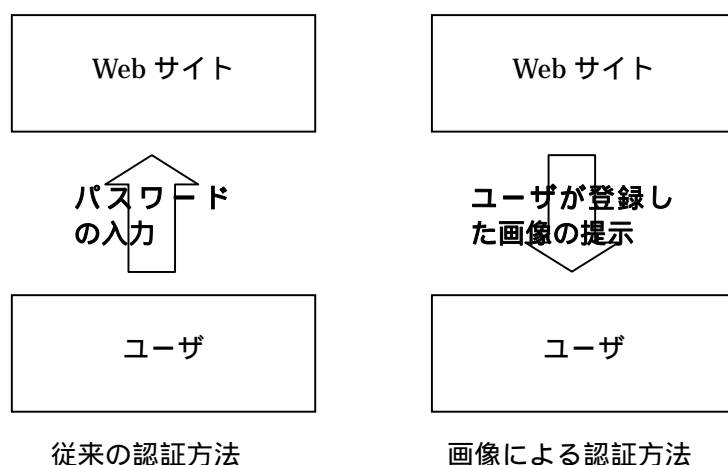 Web サイト
パスワード
の入力
ユーザ
従来の認証方法
Web サイト
ユーザが登録し
た画像の提示
ユーザ
画像による認証方法